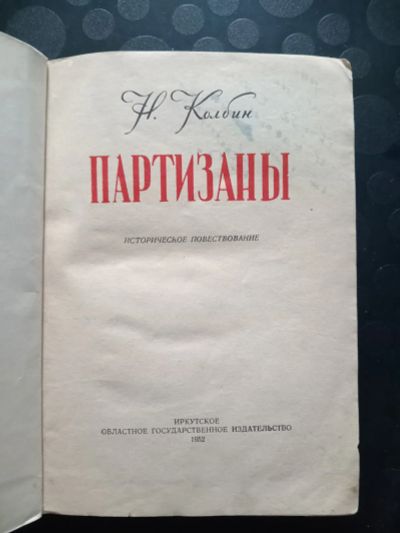 Н. Колбин
ПАРТИЗАНЫ
ИСТОРИЧЕСКОЕ ПОВЕСТВОВАНИЕ
ИРКУТСКОЕ
ОБЛАСТНОЕ ГОСУДАРСТВЕННОЕ ИЗДАТЕЛЬСТВО
1952